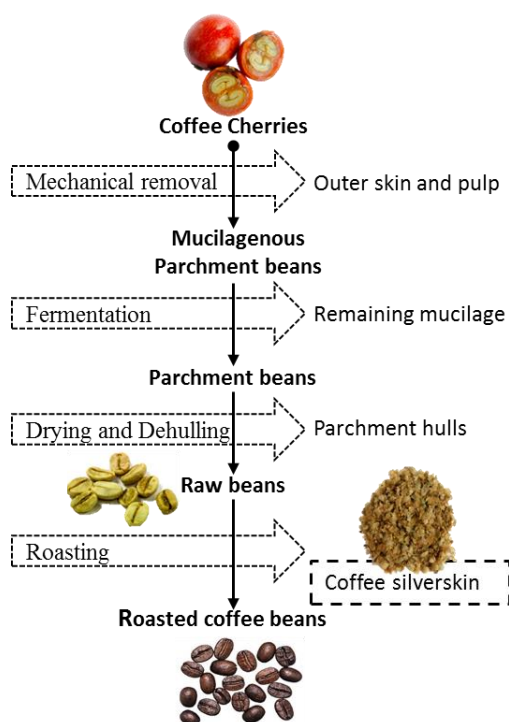 Coffee Cherries
Mechanical removal
Outer skin and pulp
Mucilagenous
Parchment beans
Fermentation
Remaining mucilage
Parchment beans
Drying and Dehulling
Parchment hulls
Raw beans
Roasting
Coffee silverskin
Roasted coffee beans